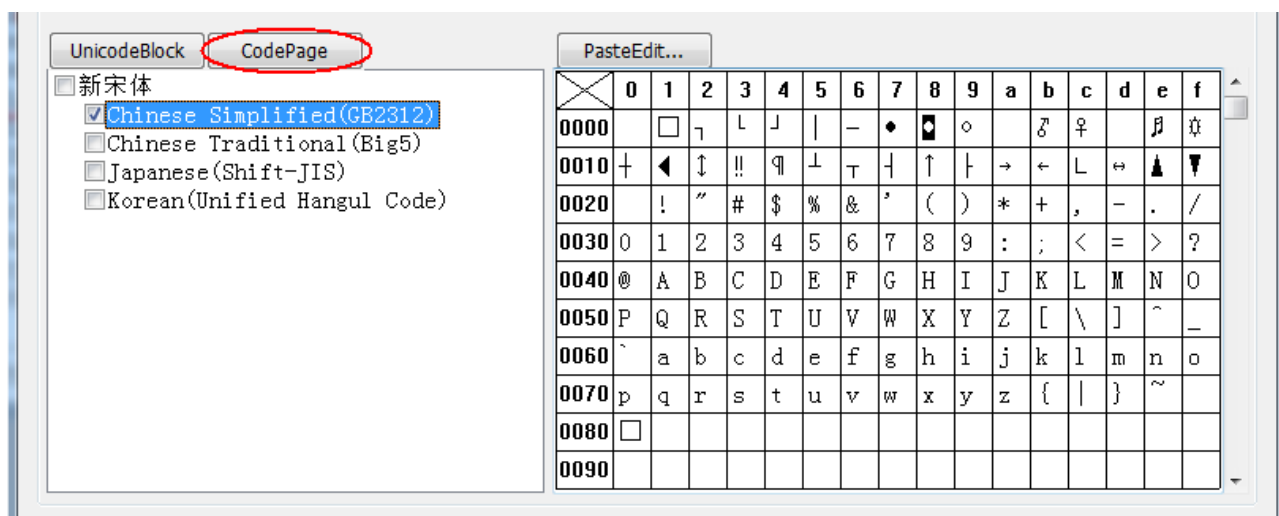 UnicodeBlock CodePage PasteEdit...
新宋体
Chinese Simplified(GB2312)
Chinese Traditional(Big5)
Japanese(Shift-JIS)
Korean(Unified Hangul Code)
0 1 2 3 4 5 6 7 8 9 a b c d e f
0000 □ ┐ └ ┘ │ — • ◘ ○ ♂ ♀ ♬ ☼
0010 ┼ ◄ ↕ ‼ ¶ ┴ ┬ ┤ ↑ ├ → ← ∟ ↔ ▲ ▼
0020 ! " # $ % & ' ( ) * + , - . /
0030 0 1 2 3 4 5 6 7 8 9 : ; < = > ?
0040 @ A B C D E F G H I J K L M N O
0050 P Q R S T U V W X Y Z [ \ ] ^ _
0060 ` a b c d e f g h i j k l m n o
0070 p q r s t u v w x y z { | } ~
0080 □
0090